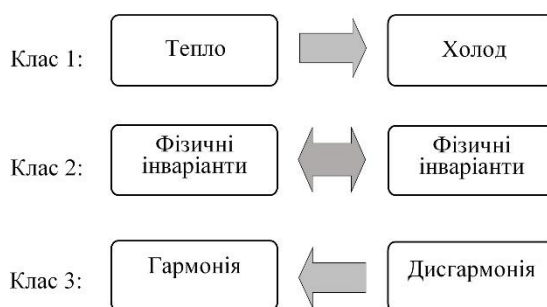 Клас 1: Тепло Холод
Клас 2: Фізичні інваріанти Фізичні інваріанти
Клас 3: Гармонія Дисгармонія